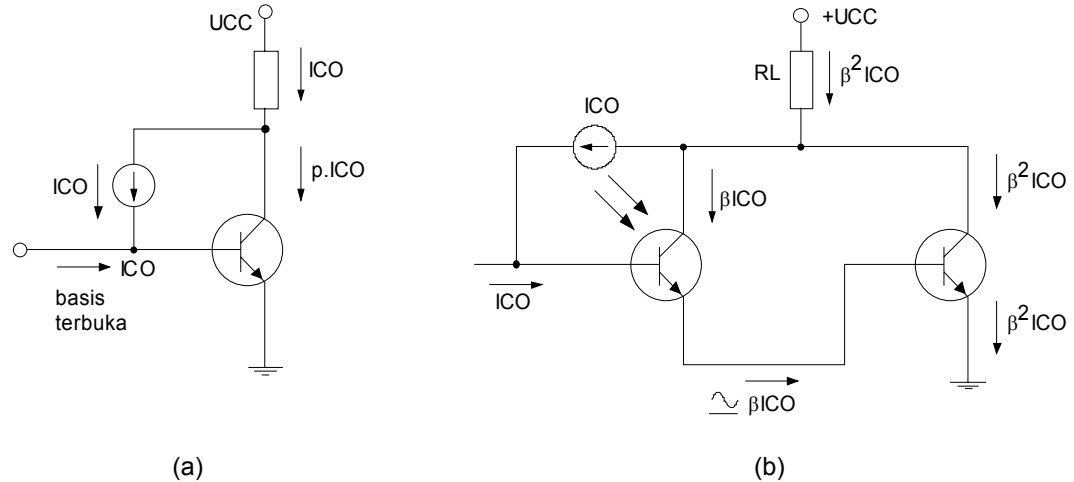 UCC
ICO
p.ICO
ICO
ICO
basis
terbuka
(a)
+UCC
RL
β²ICO
ICO
βICO
β²ICO
ICO
β²ICO
βICO
(b)